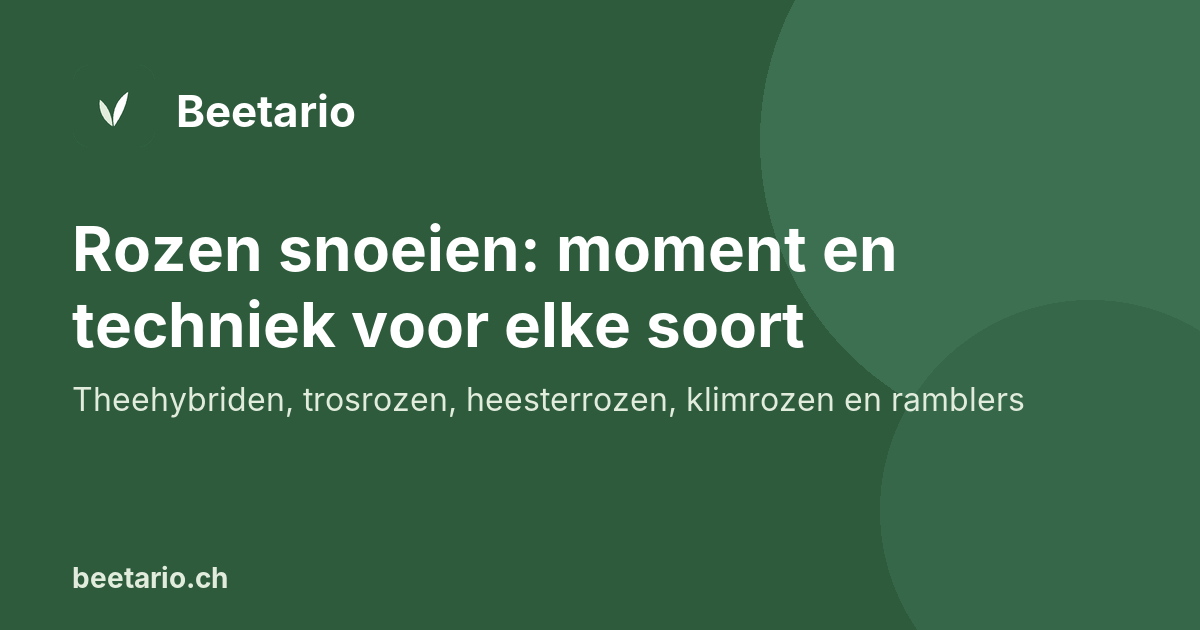 Beetario
Rozen snoeien: moment en
techniek voor elke soort
Theehybriden, trosrozen, heesterrozen, klimrozen en ramblers
beetario.ch